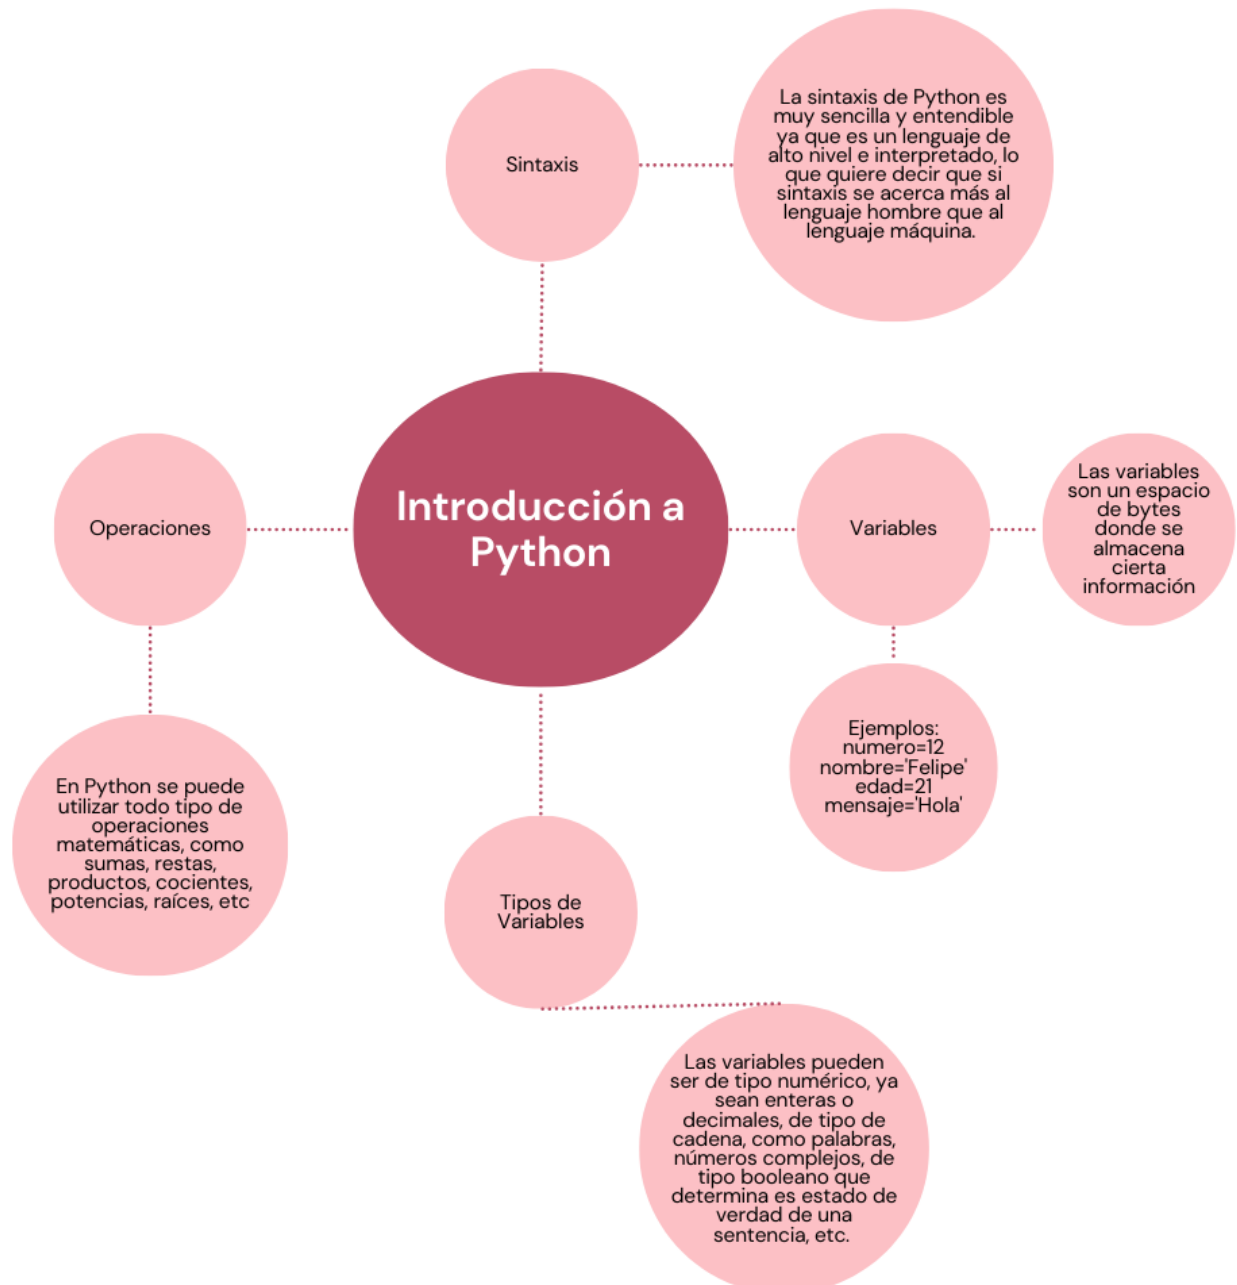 Sintaxis
La sintaxis de Python es
muy sencilla y entendible
ya que es un lenguaje de
alto nivel e interpretado, lo
que quiere decir que si
sintaxis se acerca más al
lenguaje hombre que al
lenguaje máquina.
Introducción a
Python
Operaciones
En Python se puede
utilizar todo tipo de
operaciones
matemáticas, como
sumas, restas,
productos, cocientes,
potencias, raíces, etc
Variables
Las variables
son un espacio
de bytes
donde se
almacena
cierta
información
Ejemplos:
numero=12
nombre='Felipe'
edad=21
mensaje='Hola'
Tipos de
Variables
Las variables pueden
ser de tipo numérico, ya
sean enteras o
decimales, de tipo de
cadena, como palabras,
números complejos, de
tipo booleano que
determina es estado de
verdad de una
sentencia, etc.